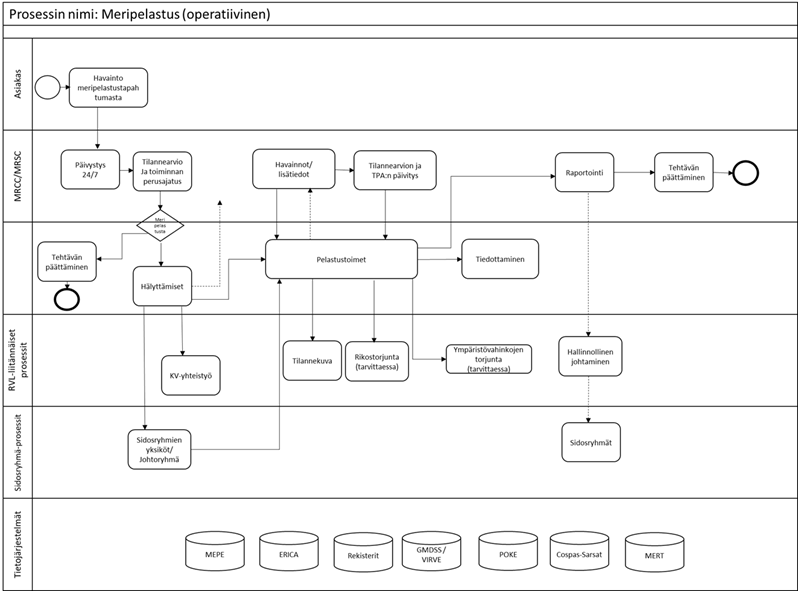 Prosessin nimi: Meripelastus (operatiivinen)
Asiakas
Havainto
meripelastustapah
tumasta
MRCC/MRSC
Päivystys
24/7
Tilannearvio
Ja toiminnan
perusajatus
Havainnot/
lisätiedot
Tilannearvion ja
TPA:n päivitys
Raportointi
Tehtävän
päättäminen
Meri
pelas
tusta
Tehtävän
päättäminen
Hälyttämiset
Pelastustoimet
Tiedottaminen
RVL-liitännäiset
prosessit
KV-yhteistyö
Tilannekuva
Rikostorjunta
(tarvittaessa)
Ympäristövahinkojen
torjunta
(tarvittaessa)
Hallinnollinen
johtaminen
Sidosryhmä-prosessit
Sidosryhmien
yksiköt/
Johtoryhmä
Sidosryhmät
Tietojärjestelmät
MEPE
ERICA
Rekisterit
GMDSS /
VIRVE
POKE
Cospas-Sarsat
MERT